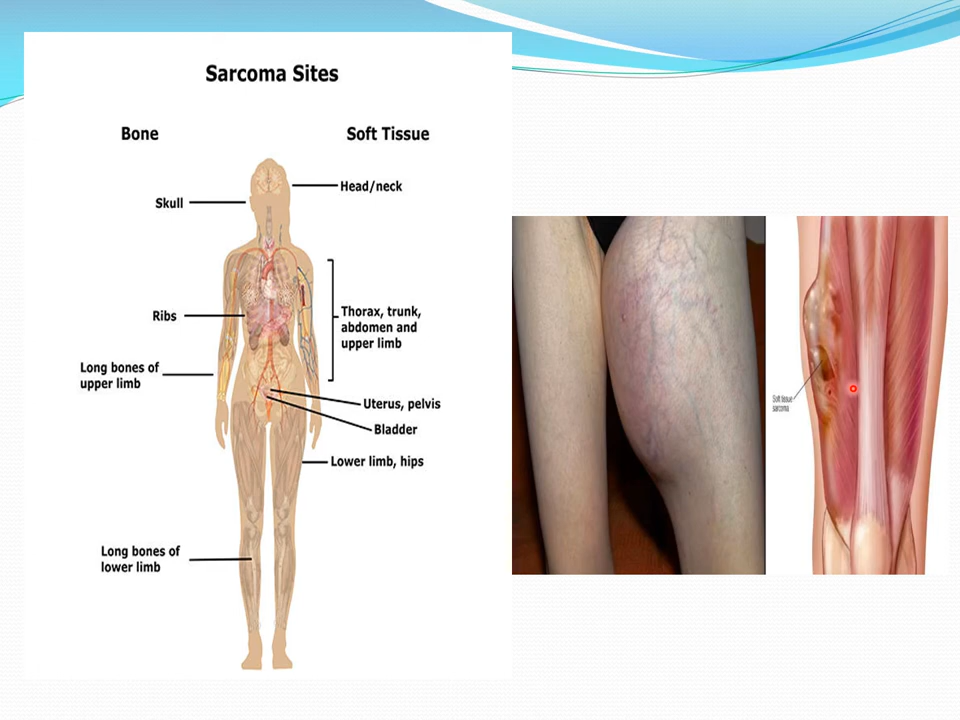 Sarcoma Sites
Bone
Soft Tissue
Head/neck
Skull
Ribs
Thorax, trunk,
abdomen and
upper limb
Long bones of
upper limb
Uterus, pelvis
Bladder
Lower limb, hips
Long bones of
lower limb
Soft tissue
sarcoma